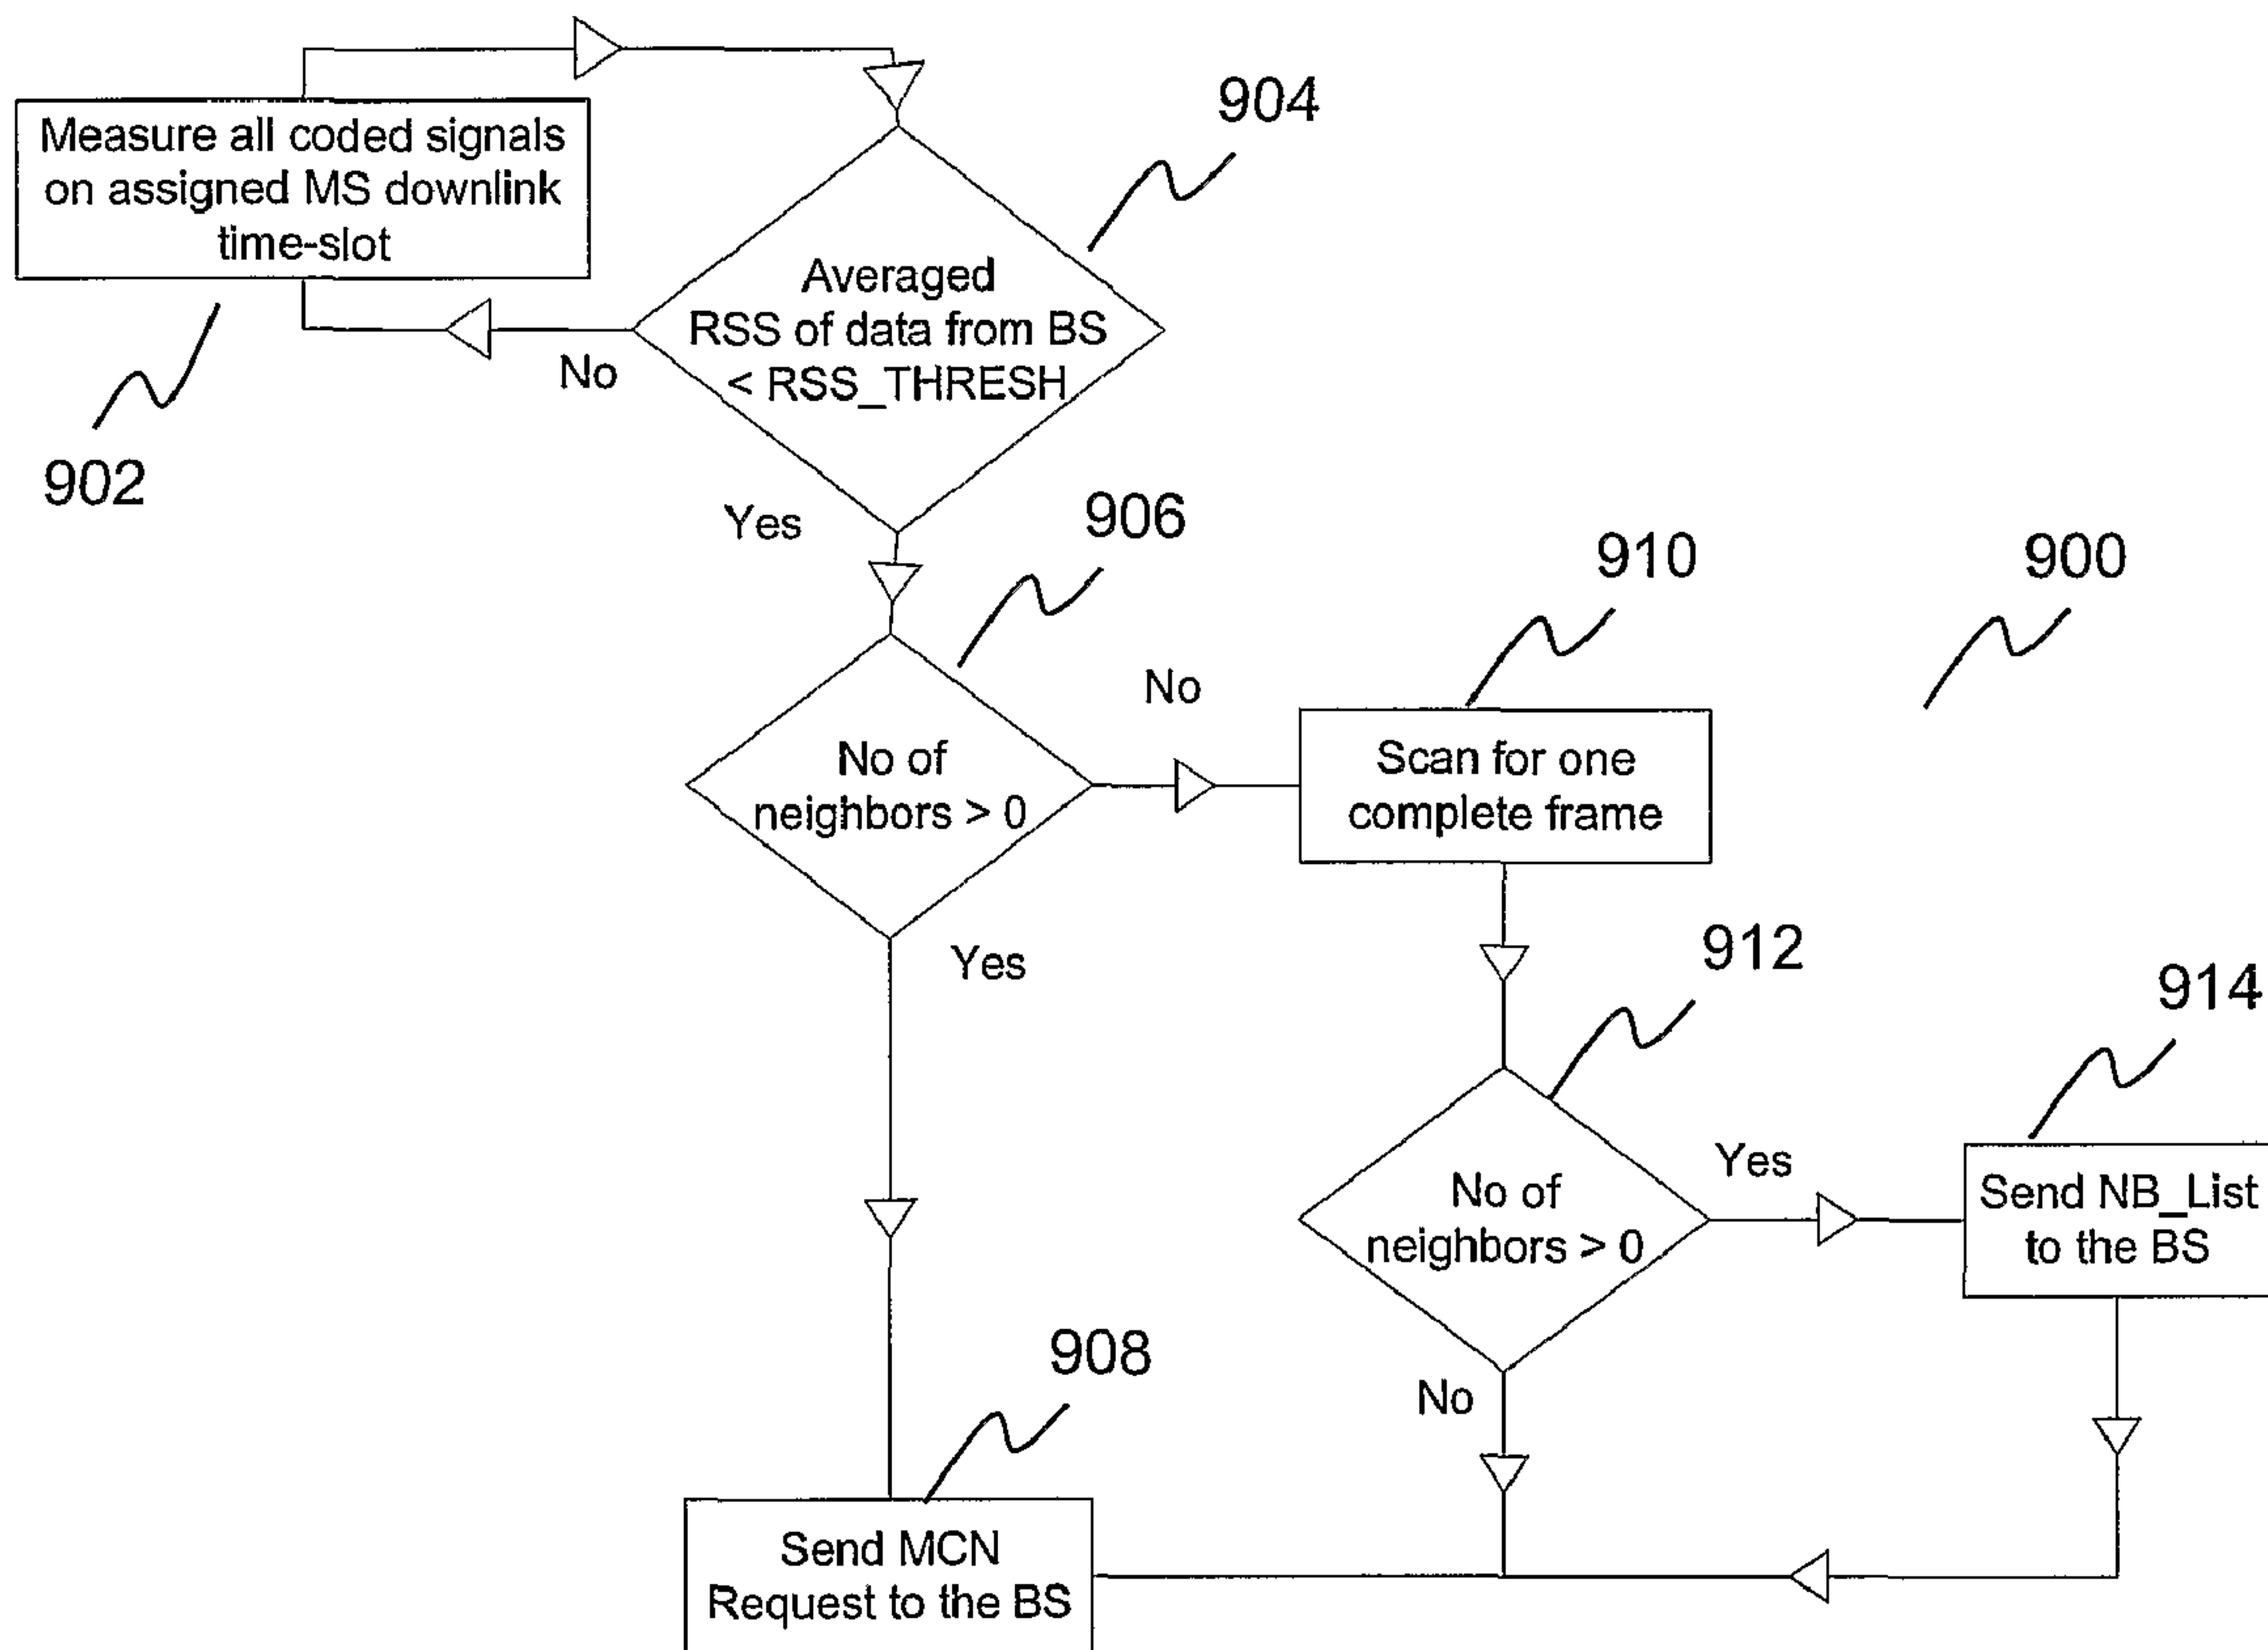 Measure all coded signals
on assigned MS downlink
time-slot
904
Averaged
RSS of data from BS
< RSS_THRESH
No
902
Yes
906
910
900
No
No of
neighbors > 0
Scan for one
complete frame
Yes
912
914
Yes
No of
neighbors > 0
Send NB_List
to the BS
908
No
Send MCN
Request to the BS